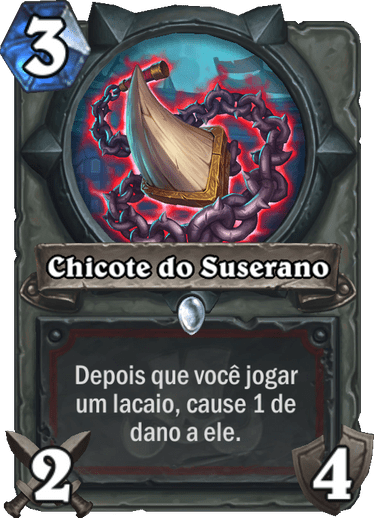 3
Chicote do Suserano
Depois que você jogar
um lacaio, cause 1 de
dano a ele.
2
4